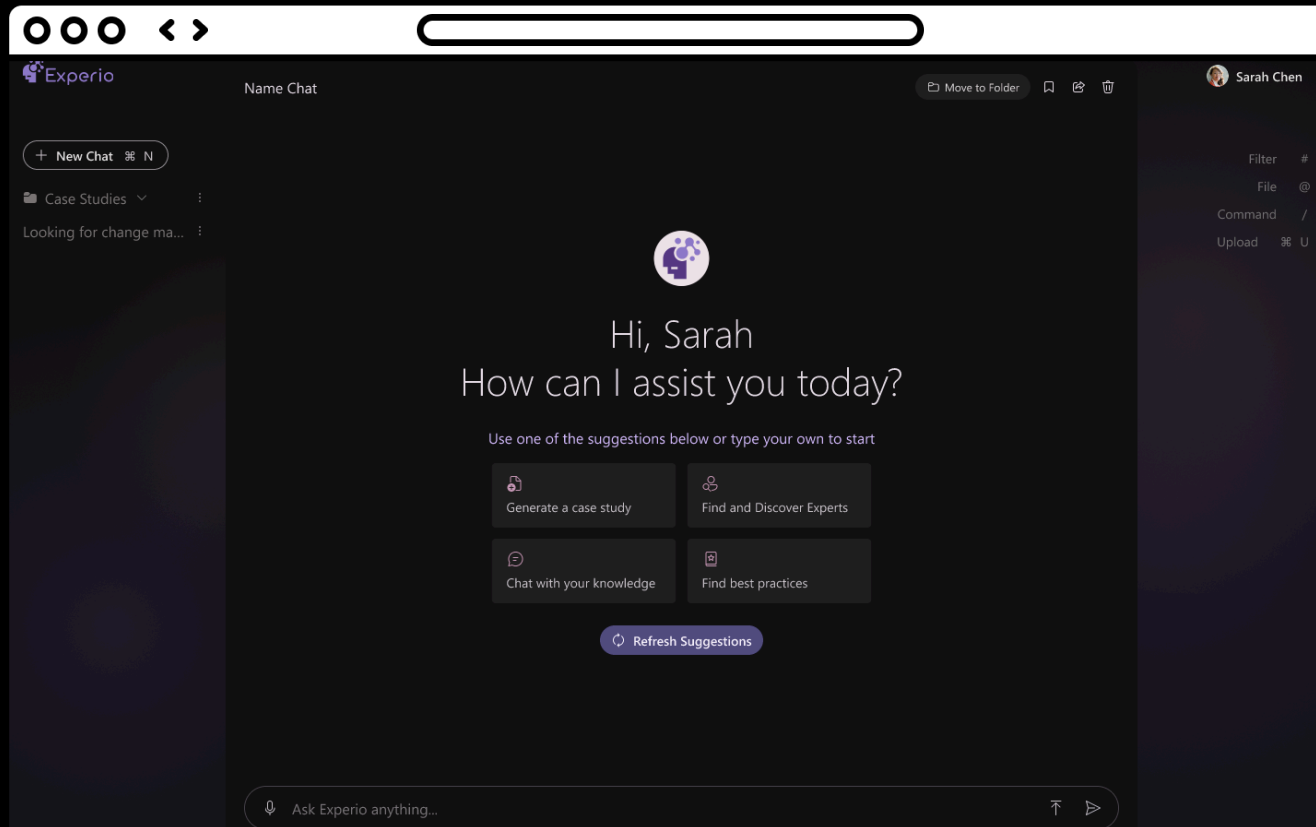 Experio
Name Chat
Move to Folder
Sarah Chen
New Chat ⌘ N
Case Studies
Looking for change ma...
Filter #
File @
Command /
Upload ⌘ U
Hi, Sarah
How can I assist you today?
Use one of the suggestions below or type your own to start
Generate a case study
Find and Discover Experts
Chat with your knowledge
Find best practices
Refresh Suggestions
Ask Experio anything...